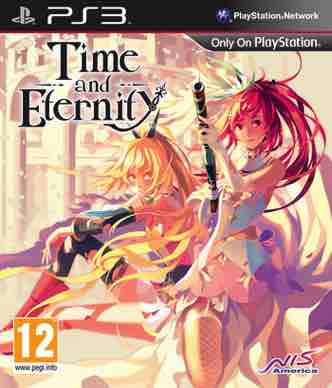 PS3
PlayStation®Network
Only On PlayStation®
Time
and
Eternity
12
www.pegi.info
NIS
America